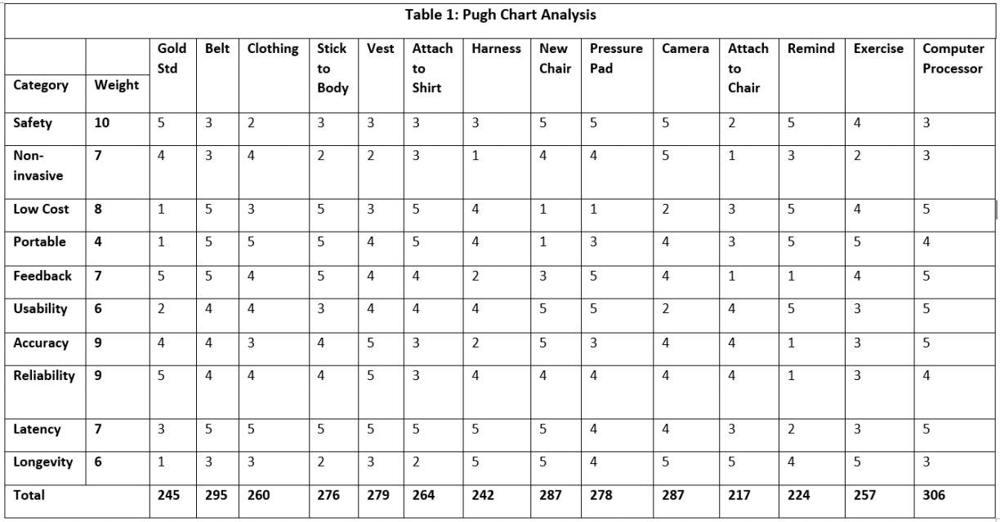 Table 1: Pugh Chart Analysis
Category Weight Gold Std Belt Clothing Stick to Body Vest Attach to Shirt Harness New Chair Pressure Pad Camera Attach to Chair Remind Exercise Computer Processor
Safety 10 5 3 2 3 3 3 3 5 5 5 2 5 4 3
Non-invasive 7 4 3 4 2 2 3 1 4 4 5 1 3 2 3
Low Cost 8 1 5 3 5 3 5 4 1 1 2 3 5 4 5
Portable 4 1 5 5 5 4 5 4 1 3 4 3 5 5 4
Feedback 7 5 5 4 5 4 4 2 3 5 4 1 1 4 5
Usability 6 2 4 4 3 4 4 4 5 5 2 4 5 3 5
Accuracy 9 4 4 3 4 5 3 2 5 3 4 4 1 3 5
Reliability 9 5 4 4 4 5 3 4 4 4 4 4 1 3 4
Latency 7 3 5 5 5 5 5 5 5 4 4 3 2 3 5
Longevity 6 1 3 3 2 3 2 5 5 4 5 5 4 5 3
Total 245 295 260 276 279 264 242 287 278 287 217 224 257 306